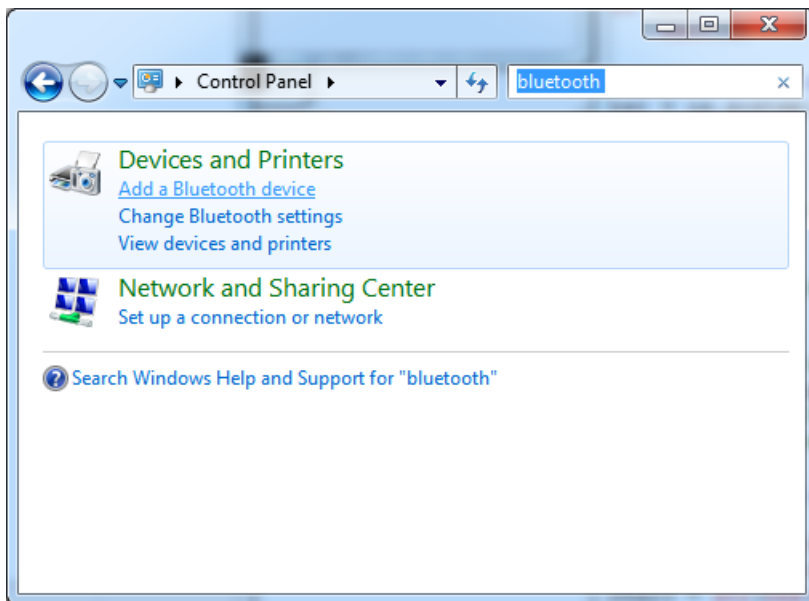 Control Panel
bluetooth
Devices and Printers
Add a Bluetooth device
Change Bluetooth settings
View devices and printers
Network and Sharing Center
Set up a connection or network
Search Windows Help and Support for "bluetooth"